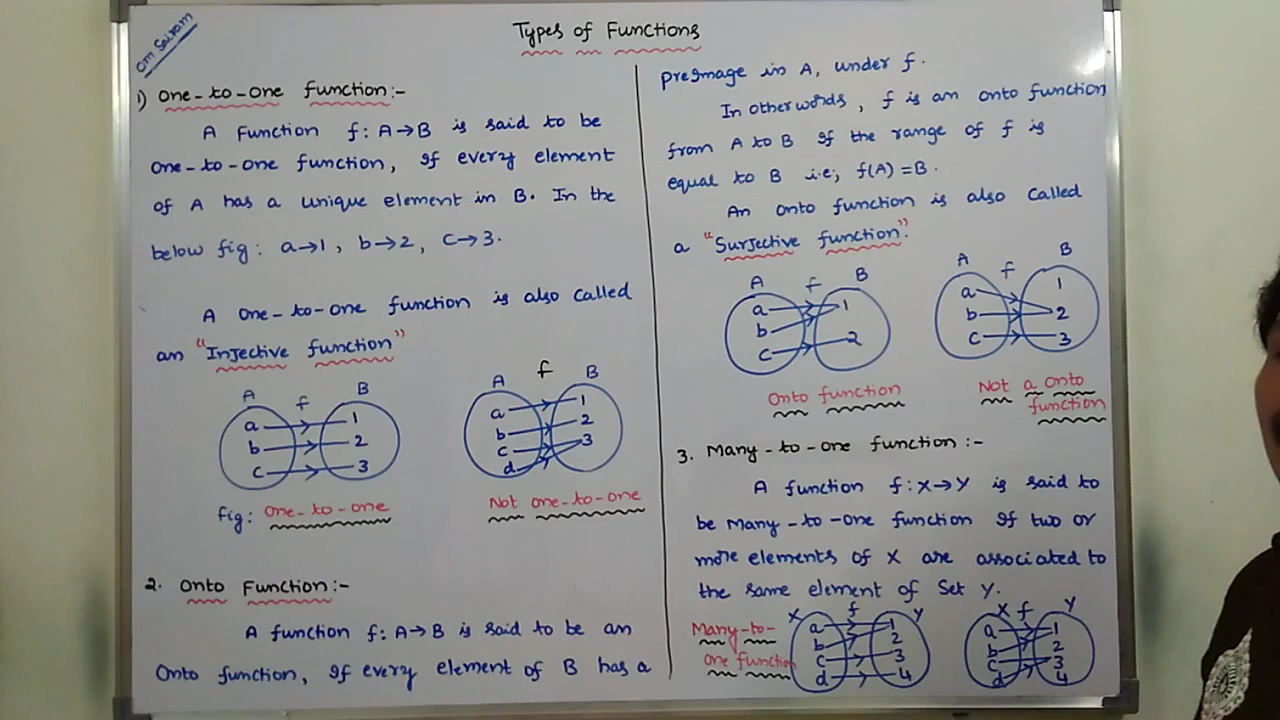 Om Sairam
Types of Functions
1) One-to-one function:-
A Function f: A→B is said to be
one-to-one function, If every element
of A has a unique element in B. In the
below fig: a→1, b→2, c→3.
A one-to-one function is also called
an "Injective function"
A f B
a 1
b 2
c 3
fig: one-to-one
A f B
a 1
b 2
c 3
d
Not one-to-one
2. Onto Function:-
A function f: A→B is said to be an
Onto function, If every element of B has a
preImage in A, under f.
In other words, f is an onto function
from A to B If the range of f is
equal to B i.e; f(A) = B.
An onto function is also called
a "Surjective function".
A f B
a 1
b
c 2
Onto function
A f B
a 1
b 2
c 3
Not a onto
function
3. Many-to-one function:-
A function f: X→Y is said to
be Many-to-one function If two or
more elements of X are associated to
the same element of Set Y.
Many-to-
one function
X f Y
a 1
b 2
c 3
d 4
X f Y
a 1
b 2
c 3
d 4